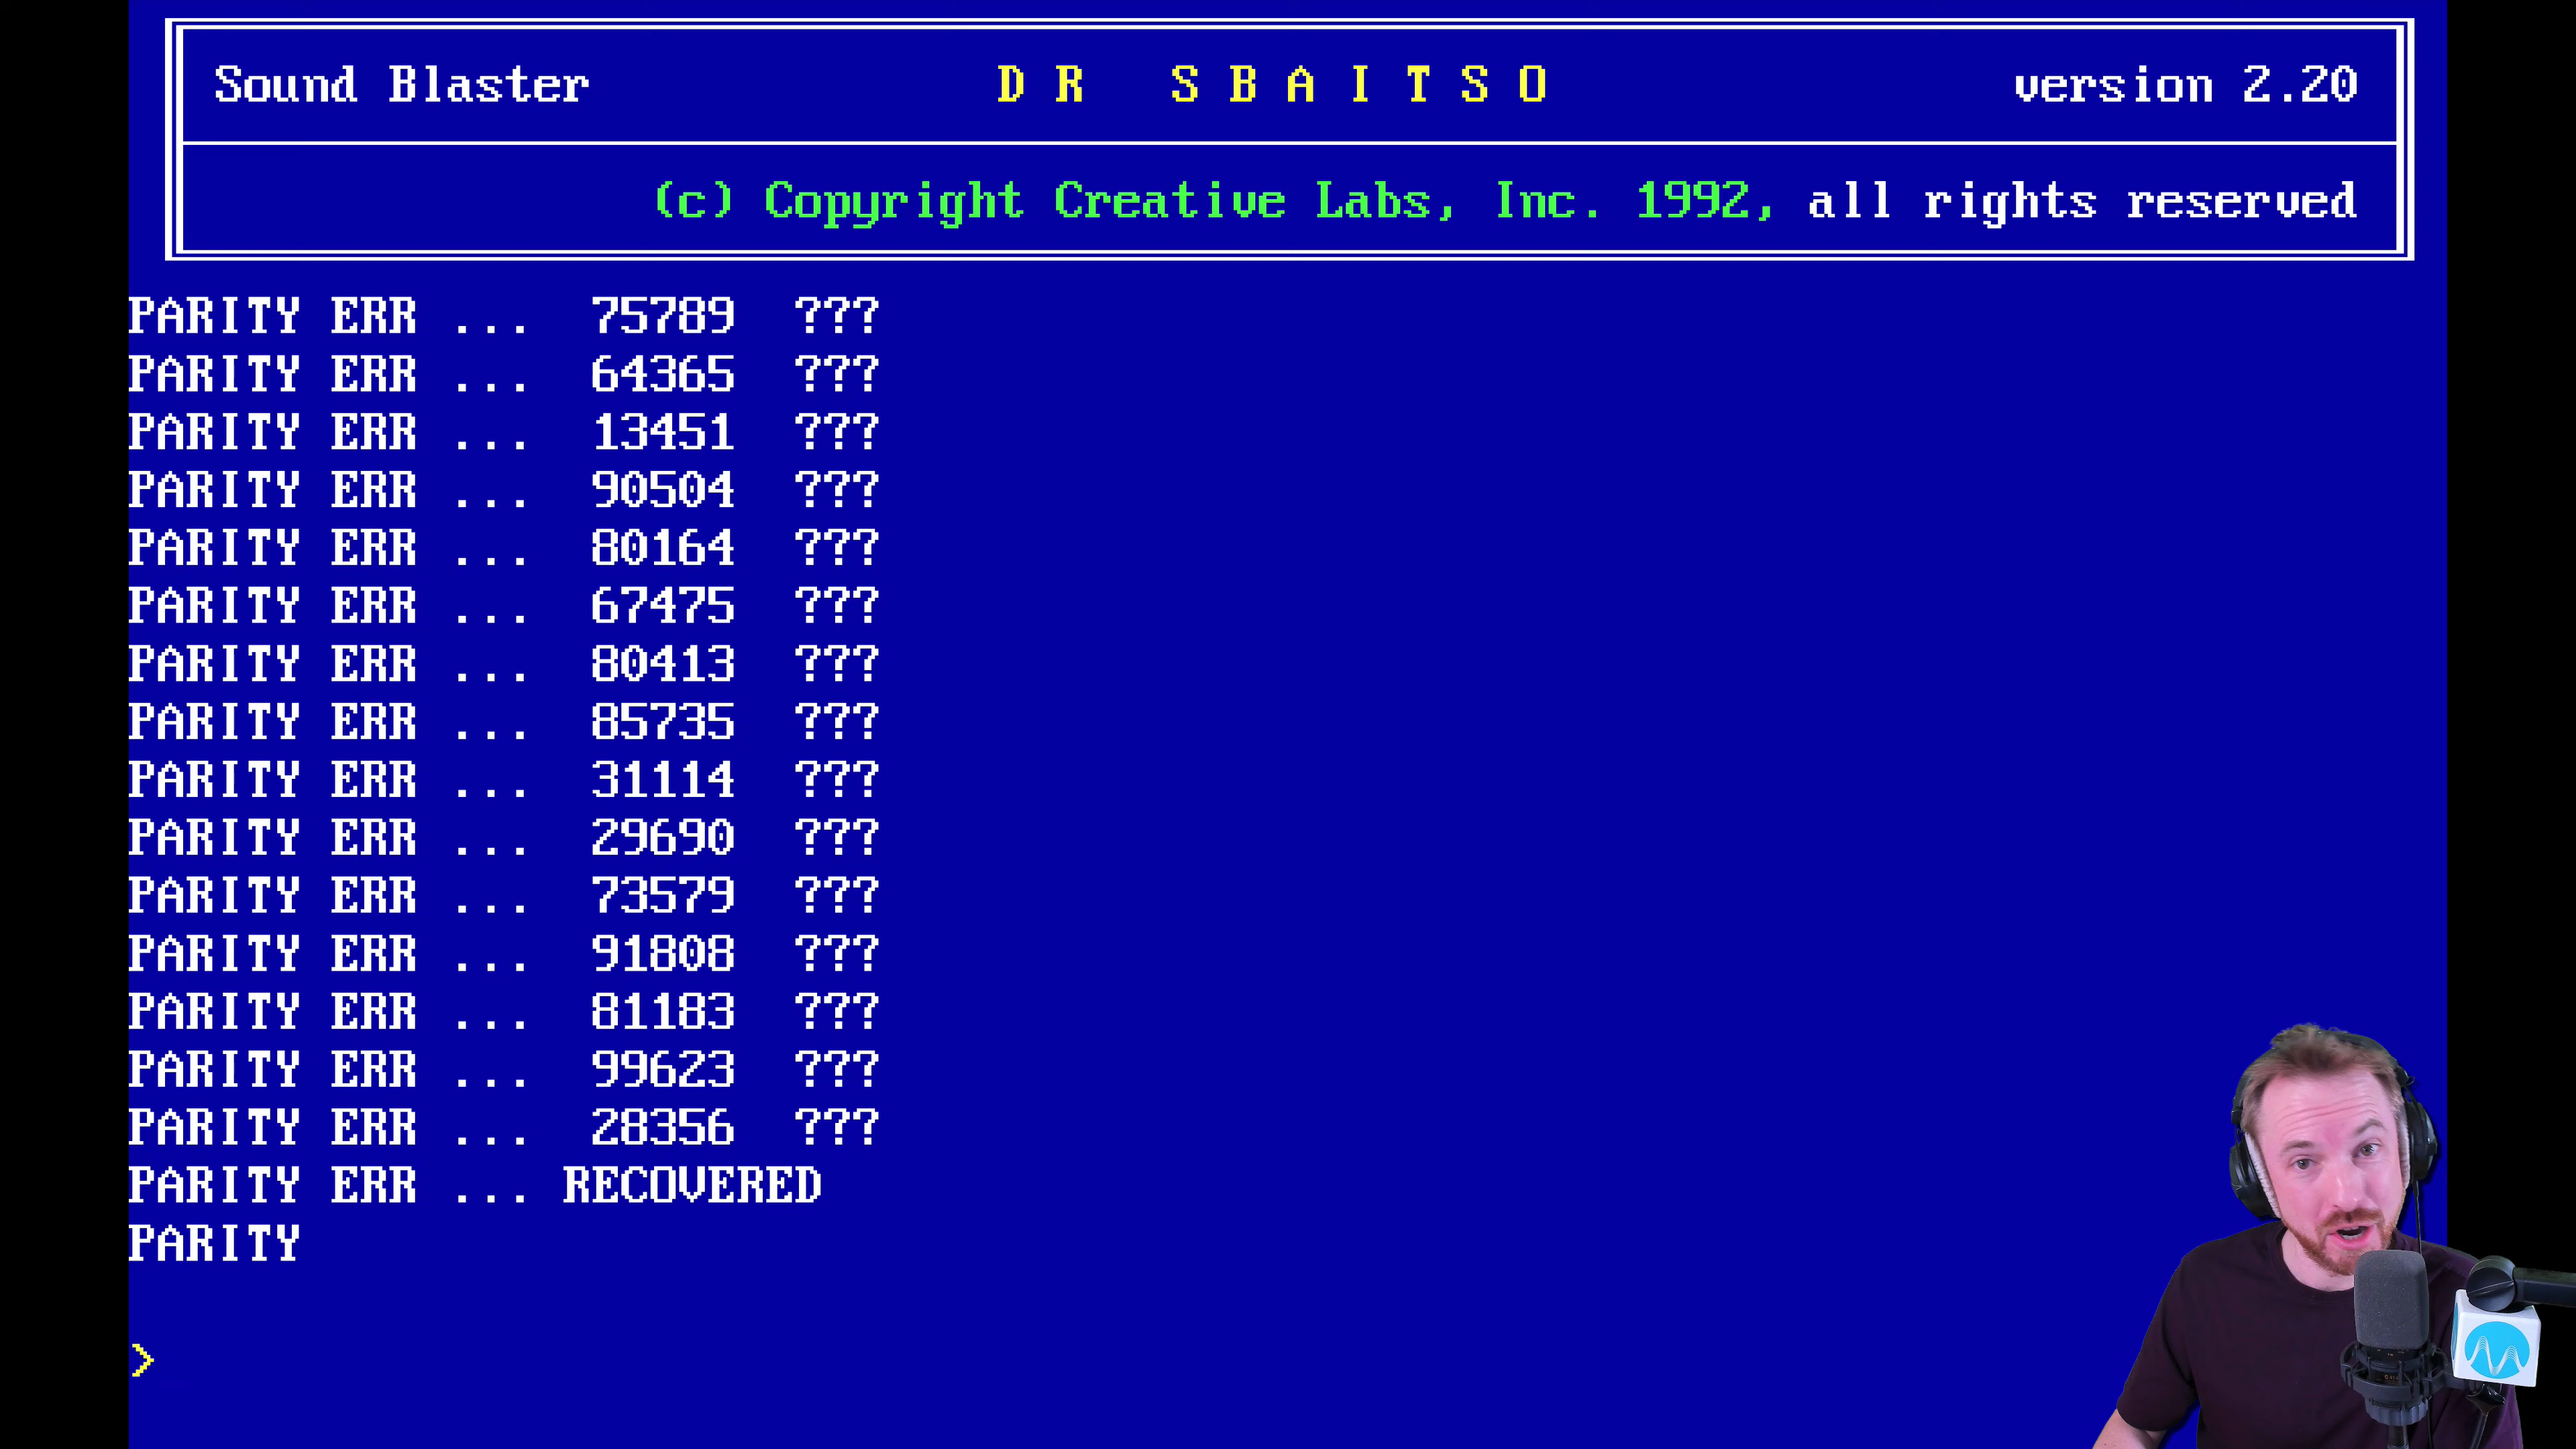 Sound Blaster D R S B A I T S O version 2.20
(c) Copyright Creative Labs, Inc. 1992, all rights reserved
PARITY ERR ... 75789 ???
PARITY ERR ... 64365 ???
PARITY ERR ... 13451 ???
PARITY ERR ... 90504 ???
PARITY ERR ... 80164 ???
PARITY ERR ... 67475 ???
PARITY ERR ... 80413 ???
PARITY ERR ... 85735 ???
PARITY ERR ... 31114 ???
PARITY ERR ... 29690 ???
PARITY ERR ... 73579 ???
PARITY ERR ... 91808 ???
PARITY ERR ... 81183 ???
PARITY ERR ... 99623 ???
PARITY ERR ... 28356 ???
PARITY ERR ... RECOVERED
PARITY
>